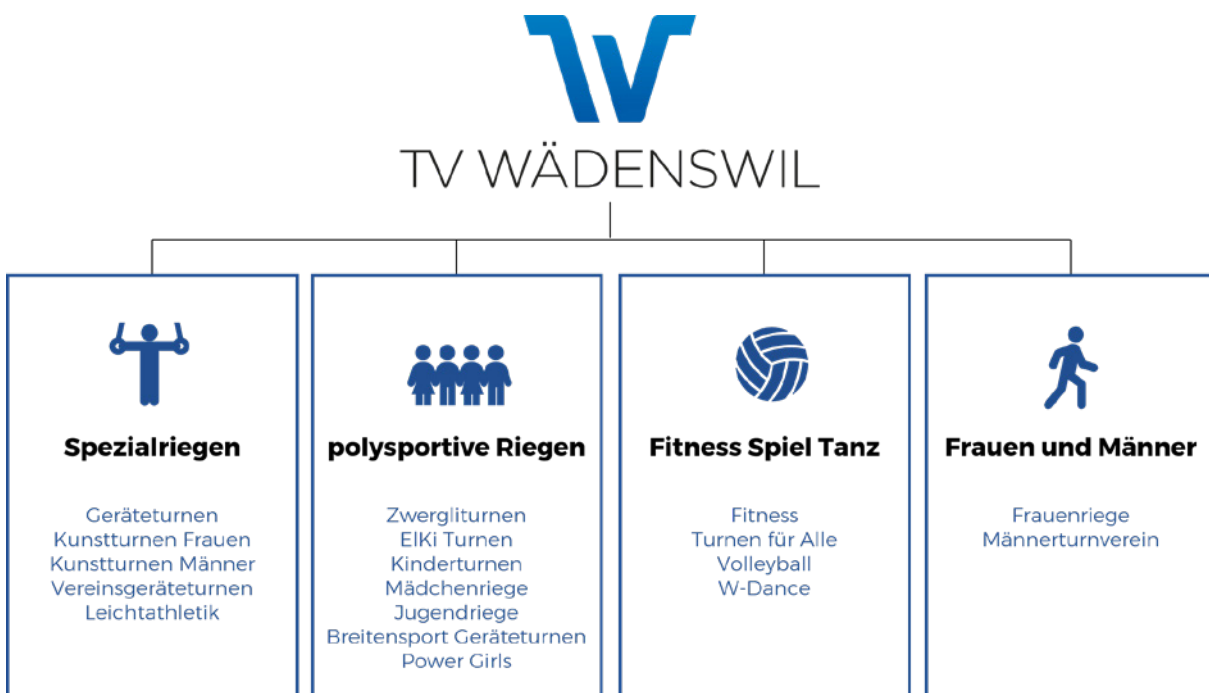 TV
TV WÄDENSWIL
Spezialriegen
Geräteturnen
Kunstturnen Frauen
Kunstturnen Männer
Vereinsgeräteturnen
Leichtathletik
polysportive Riegen
Zwergliturnen
ElKi Turnen
Kinderturnen
Mädchenriege
Jugendriege
Breitensport Geräteturnen
Power Girls
Fitness Spiel Tanz
Fitness
Turnen für Alle
Volleyball
W-Dance
Frauen und Männer
Frauenriege
Männerturnverein